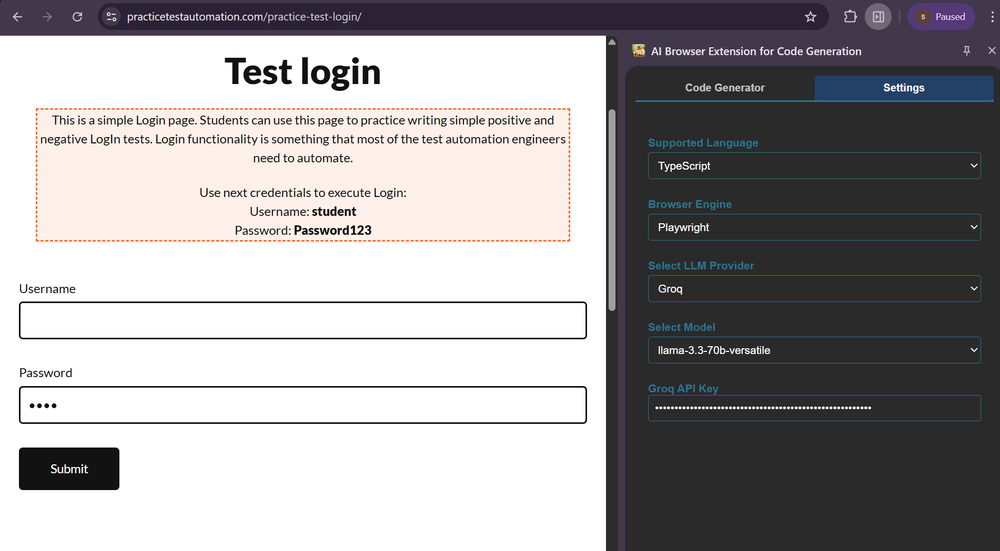 practicetestautomation.com/practice-test-login/
s
Paused
Test login
This is a simple Login page. Students can use this page to practice writing simple positive and
negative LogIn tests. Login functionality is something that most of the test automation engineers
need to automate.
Use next credentials to execute Login:
Username: student
Password: Password123
Username
Password
••••
Submit
AI Browser Extension for Code Generation
Code Generator
Settings
Supported Language
TypeScript
Browser Engine
Playwright
Select LLM Provider
Groq
Select Model
llama-3.3-70b-versatile
Groq API Key